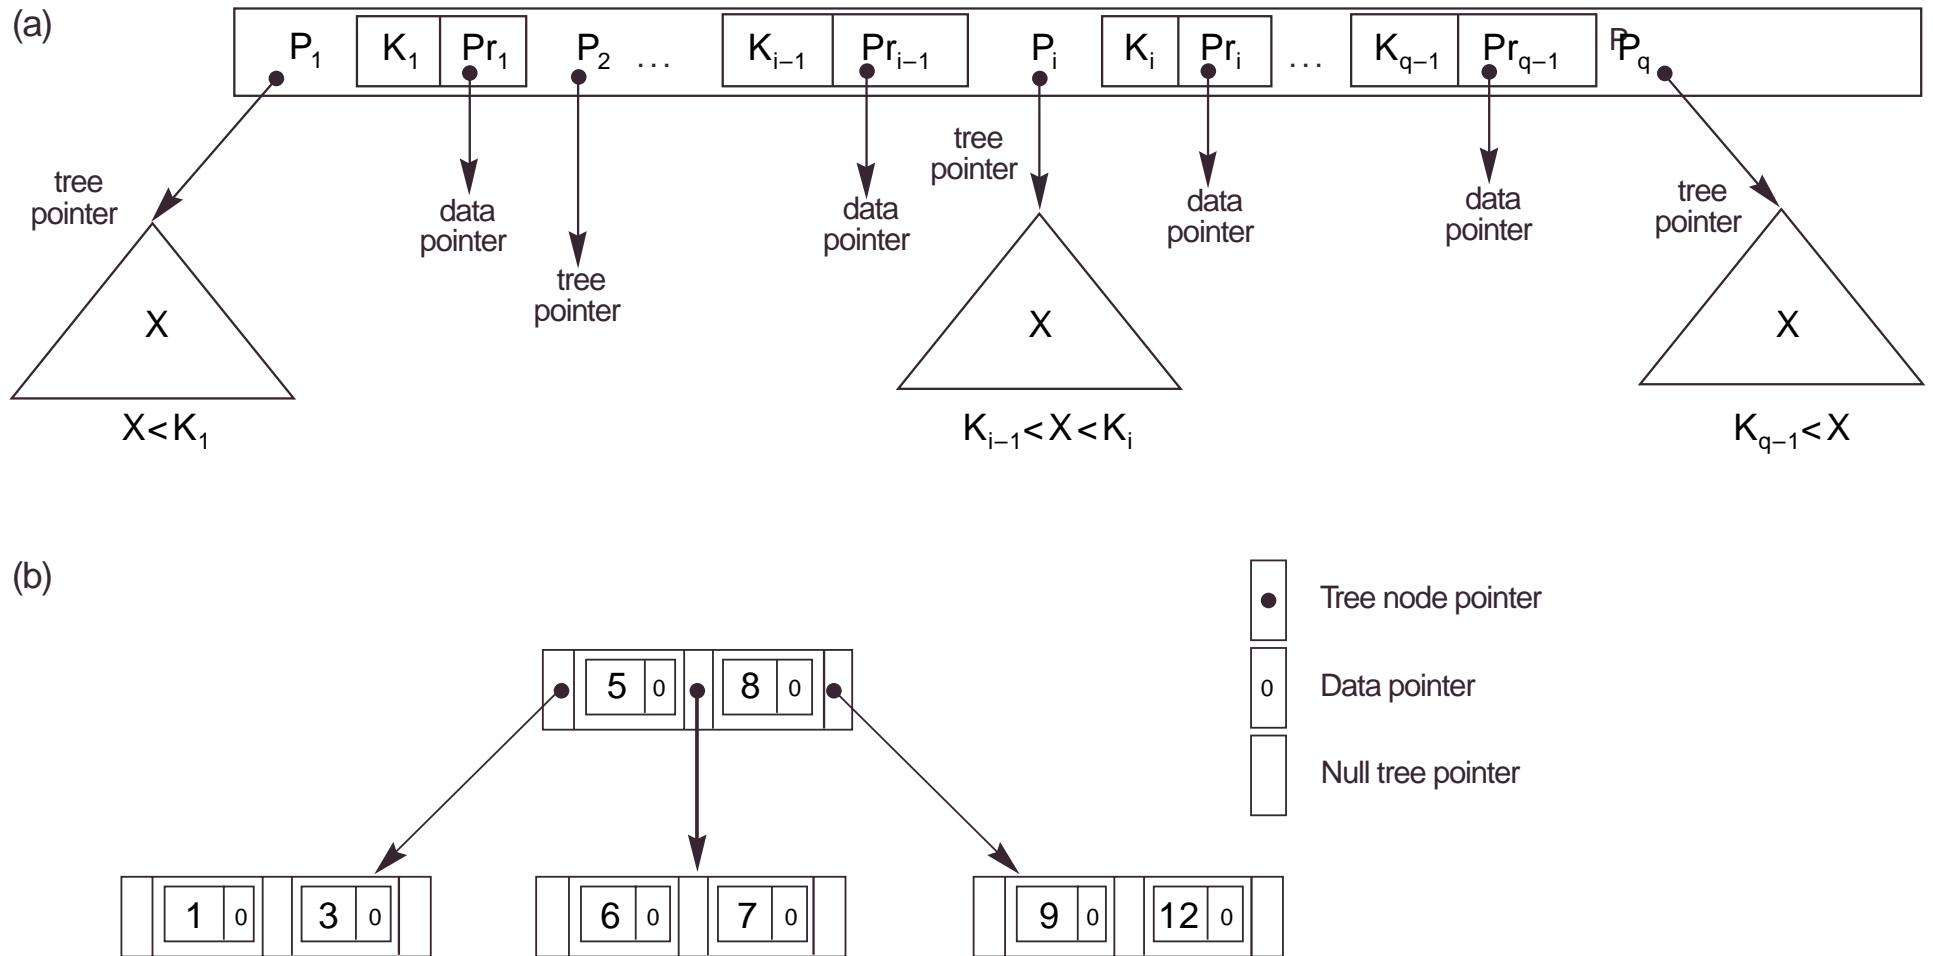 (a)
P1 K1 Pr1 P2 ... Ki–1 Pri–1 Pi Ki Pri ... Kq–1 Prq–1 P Pq
tree
pointer
data
pointer
tree
pointer
data
pointer
tree
pointer
data
pointer
data
pointer
tree
pointer
X X X
X<K1 Ki–1<X<Ki Kq–1<X
(b)
Tree node pointer
5 0 8 0
0 Data pointer
Null tree pointer
1 0 3 0 6 0 7 0 9 0 12 0